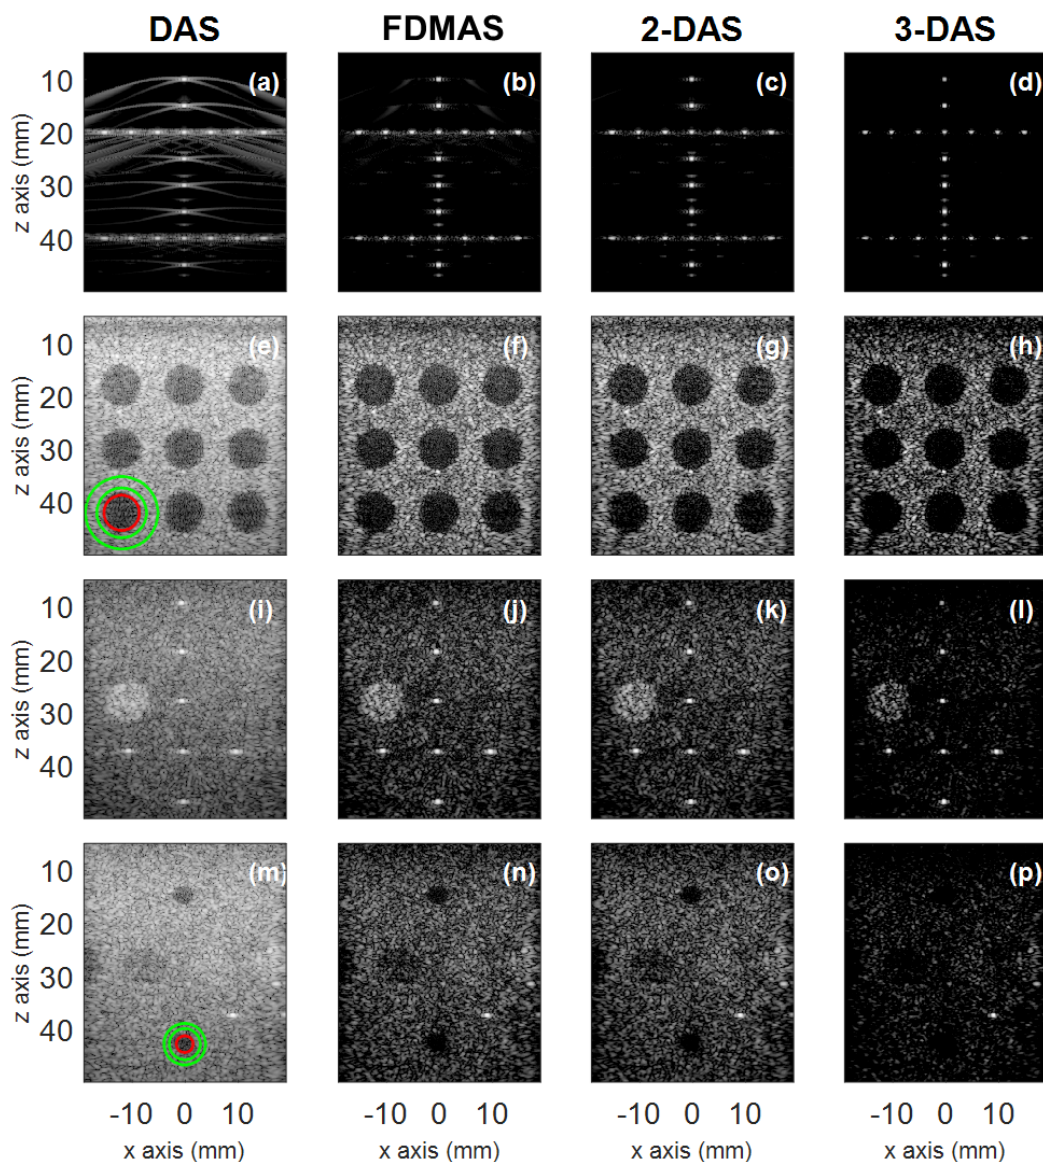 DAS FDMAS 2-DAS 3-DAS
(a) (b) (c) (d)
10
20
30
40
z axis (mm)
(e) (f) (g) (h)
10
20
30
40
z axis (mm)
(i) (j) (k) (l)
10
20
30
40
z axis (mm)
(m) (n) (o) (p)
10
20
30
40
z axis (mm)
-10 0 10 -10 0 10 -10 0 10 -10 0 10
x axis (mm) x axis (mm) x axis (mm) x axis (mm)